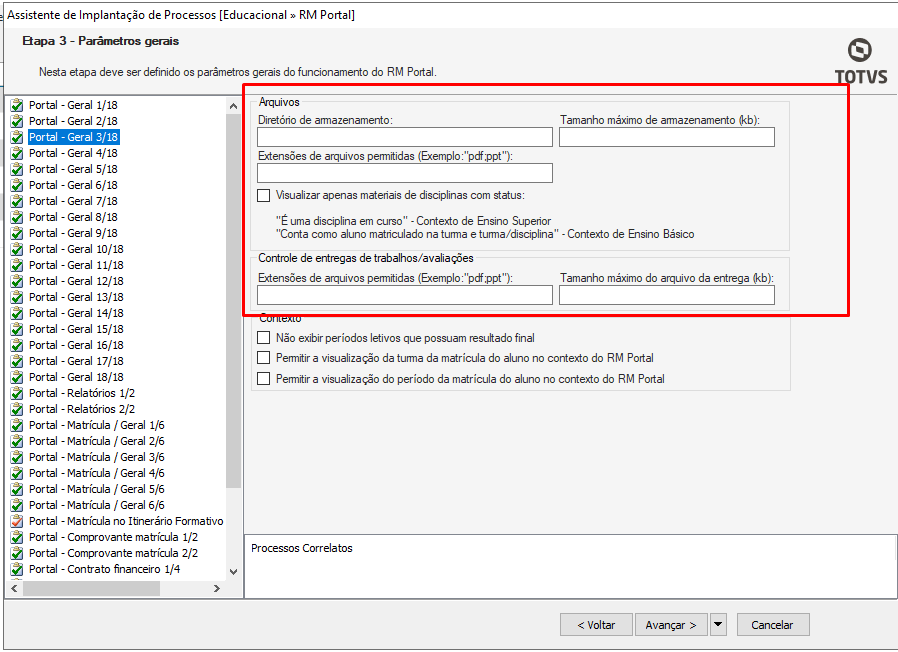 Assistente de Implantação de Processos [Educacional » RM Portal]
Etapa 3 - Parâmetros gerais
Nesta etapa deve ser definido os parâmetros gerais do funcionamento do RM Portal.
TOTVS
Portal - Geral 1/18
Portal - Geral 2/18
Portal - Geral 3/18
Portal - Geral 4/18
Portal - Geral 5/18
Portal - Geral 6/18
Portal - Geral 7/18
Portal - Geral 8/18
Portal - Geral 9/18
Portal - Geral 10/18
Portal - Geral 11/18
Portal - Geral 12/18
Portal - Geral 13/18
Portal - Geral 14/18
Portal - Geral 15/18
Portal - Geral 16/18
Portal - Geral 17/18
Portal - Geral 18/18
Portal - Relatórios 1/2
Portal - Relatórios 2/2
Portal - Matrícula / Geral 1/6
Portal - Matrícula / Geral 2/6
Portal - Matrícula / Geral 3/6
Portal - Matrícula / Geral 4/6
Portal - Matrícula / Geral 5/6
Portal - Matrícula / Geral 6/6
Portal - Matrícula no Itinerário Formativo
Portal - Comprovante matrícula 1/2
Portal - Comprovante matrícula 2/2
Portal - Contrato financeiro 1/4
Arquivos
Diretório de armazenamento: Tamanho máximo de armazenamento (kb):
Extensões de arquivos permitidas (Exemplo:"pdf;ppt"):
Visualizar apenas materiais de disciplinas com status:
"É uma disciplina em curso" - Contexto de Ensino Superior
"Conta como aluno matriculado na turma e turma/disciplina" - Contexto de Ensino Básico
Controle de entregas de trabalhos/avaliações
Extensões de arquivos permitidas (Exemplo:"pdf;ppt"): Tamanho máximo do arquivo da entrega (kb):
Contexto
Não exibir períodos letivos que possuam resultado final
Permitir a visualização da turma da matrícula do aluno no contexto do RM Portal
Permitir a visualização do período da matrícula do aluno no contexto do RM Portal
Processos Correlatos
< Voltar Avançar > Cancelar